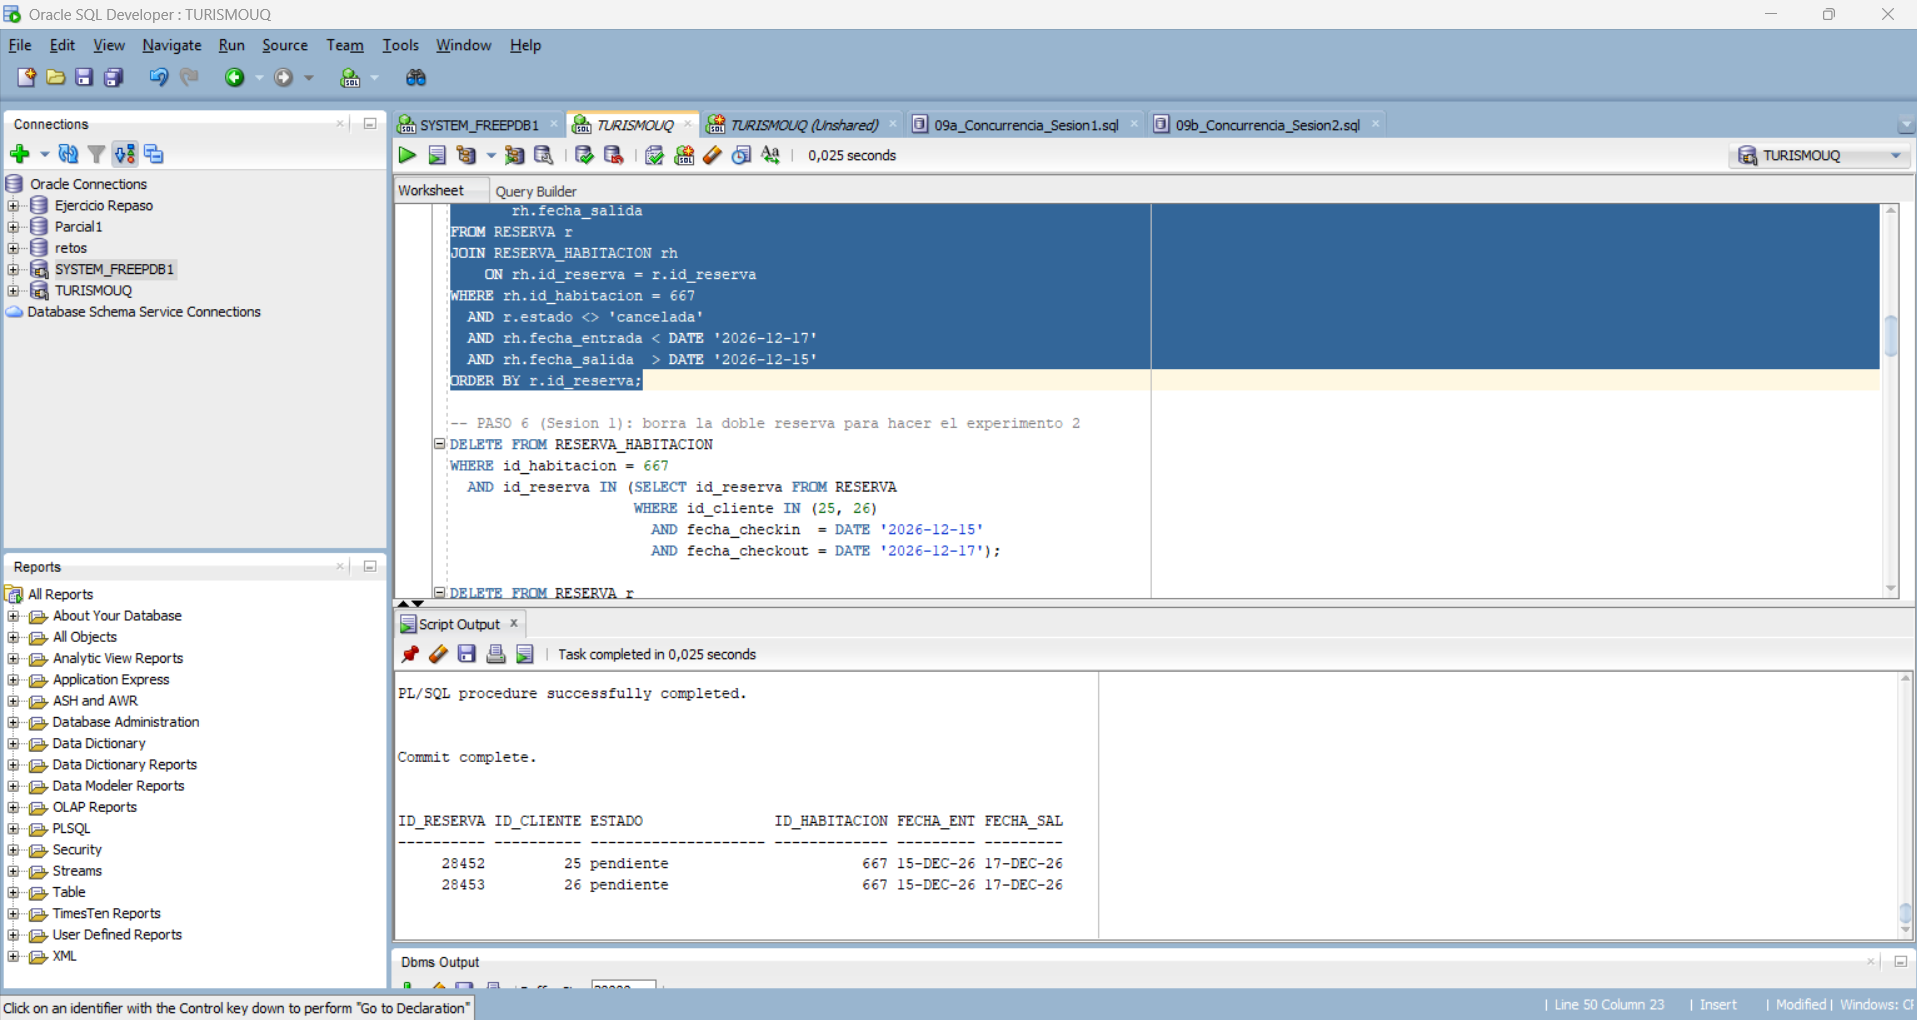 Oracle SQL Developer : TURISMOUQ
File Edit View Navigate Run Source Team Tools Window Help
Connections
Oracle Connections
Ejercicio Repaso
Parcial1
retos
SYSTEM_FREEPDB1
TURISMOUQ
Database Schema Service Connections
Reports
All Reports
About Your Database
All Objects
Analytic View Reports
Application Express
ASH and AWR
Database Administration
Data Dictionary
Data Dictionary Reports
Data Modeler Reports
OLAP Reports
PLSQL
Security
Streams
Table
TimesTen Reports
User Defined Reports
XML
SYSTEM_FREEPDB1 TURISMOUQ TURISMOUQ (Unshared) 09a_Concurrencia_Sesion1.sql 09b_Concurrencia_Sesion2.sql
0,025 seconds TURISMOUQ
Worksheet Query Builder
rh.fecha_salida
FROM RESERVA r
JOIN RESERVA_HABITACION rh
ON rh.id_reserva = r.id_reserva
WHERE rh.id_habitacion = 667
AND r.estado <> 'cancelada'
AND rh.fecha_entrada < DATE '2026-12-17'
AND rh.fecha_salida > DATE '2026-12-15'
ORDER BY r.id_reserva;
-- PASO 6 (Sesion 1): borra la doble reserva para hacer el experimento 2
DELETE FROM RESERVA_HABITACION
WHERE id_habitacion = 667
AND id_reserva IN (SELECT id_reserva FROM RESERVA
WHERE id_cliente IN (25, 26)
AND fecha_checkin = DATE '2026-12-15'
AND fecha_checkout = DATE '2026-12-17');
DELETE FROM RESERVA r
Script Output
Task completed in 0,025 seconds
PL/SQL procedure successfully completed.
Commit complete.
ID_RESERVA ID_CLIENTE ESTADO ID_HABITACION FECHA_ENT FECHA_SAL
---------- ---------- -------------------- ------------- --------- ---------
28452 25 pendiente 667 15-DEC-26 17-DEC-26
28453 26 pendiente 667 15-DEC-26 17-DEC-26
Dbms Output
Click on an identifier with the Control key down to perform "Go to Declaration"
Line 50 Column 23 | Insert | Modified | Windows: